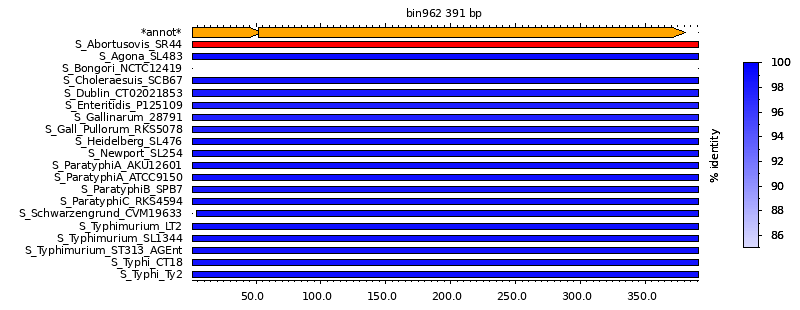 bin962 391 bp
*annot*
S_Abortusovis_SR44
S_Agona_SL483
S_Bongori_NCTC12419
S_Choleraesuis_SCB67
S_Dublin_CT02021853
S_Enteritidis_P125109
S_Gallinarum_28791
S_Gall_Pullorum_RKS5078
S_Heidelberg_SL476
S_Newport_SL254
S_ParatyphiA_AKU12601
S_ParatyphiA_ATCC9150
S_ParatyphiB_SPB7
S_ParatyphiC_RKS4594
S_Schwarzengrund_CVM19633
S_Typhimurium_LT2
S_Typhimurium_SL1344
S_Typhimurium_ST313_AGEnt
S_Typhi_CT18
S_Typhi_Ty2
50.0 100.0 150.0 200.0 250.0 300.0 350.0
% identity
100
98
96
94
92
90
88
86